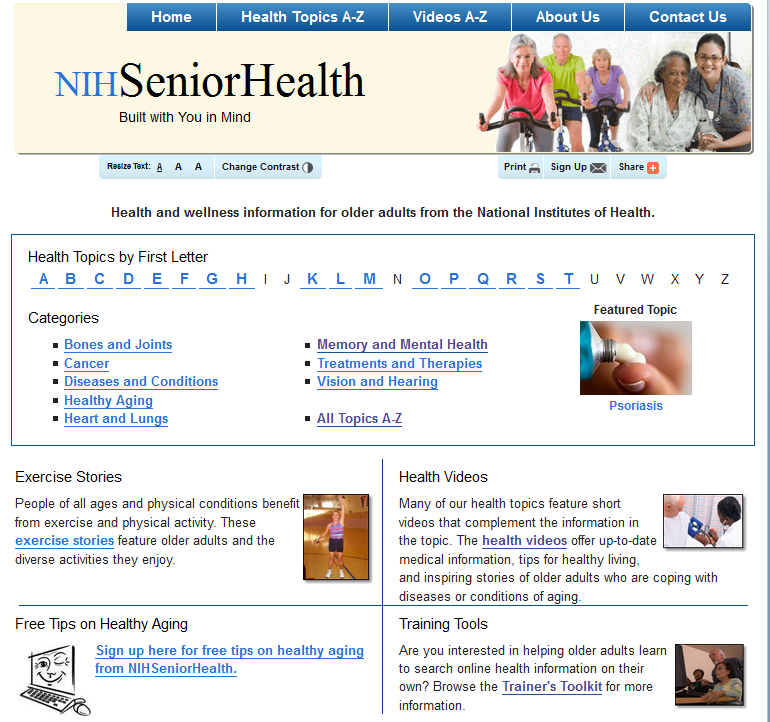 Home Health Topics A-Z Videos A-Z About Us Contact Us
NIHSeniorHealth
Built with You in Mind
Resize Text: A A A Change Contrast Print Sign Up Share
Health and wellness information for older adults from the National Institutes of Health.
Health Topics by First Letter
A B C D E F G H I J K L M N O P Q R S T U V W X Y Z
Categories
Bones and Joints
Cancer
Diseases and Conditions
Healthy Aging
Heart and Lungs
Memory and Mental Health
Treatments and Therapies
Vision and Hearing
All Topics A-Z
Featured Topic
Psoriasis
Exercise Stories
People of all ages and physical conditions benefit
from exercise and physical activity. These
exercise stories feature older adults and the
diverse activities they enjoy.
Health Videos
Many of our health topics feature short
videos that complement the information in
the topic. The health videos offer up-to-date
medical information, tips for healthy living,
and inspiring stories of older adults who are coping with
diseases or conditions of aging.
Free Tips on Healthy Aging
Sign up here for free tips on healthy aging
from NIHSeniorHealth.
Training Tools
Are you interested in helping older adults learn
to search online health information on their
own? Browse the Trainer's Toolkit for more
information.